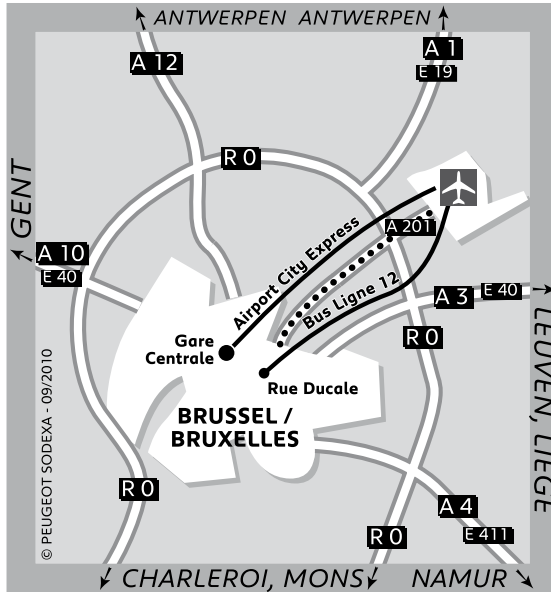 ANTWERPEN ANTWERPEN
A 12
A 1
E 19
R 0
GENT
A 201
A 10
E 40
Airport City Express
Bus Ligne 12
A 3
E 40
R 0
LEUVEN, LIEGE
Gare
Centrale
Rue Ducale
BRUSSEL /
BRUXELLES
© PEUGEOT SODEXA - 09/2010
R 0
A 4
E 411
R 0
CHARLEROI, MONS
NAMUR